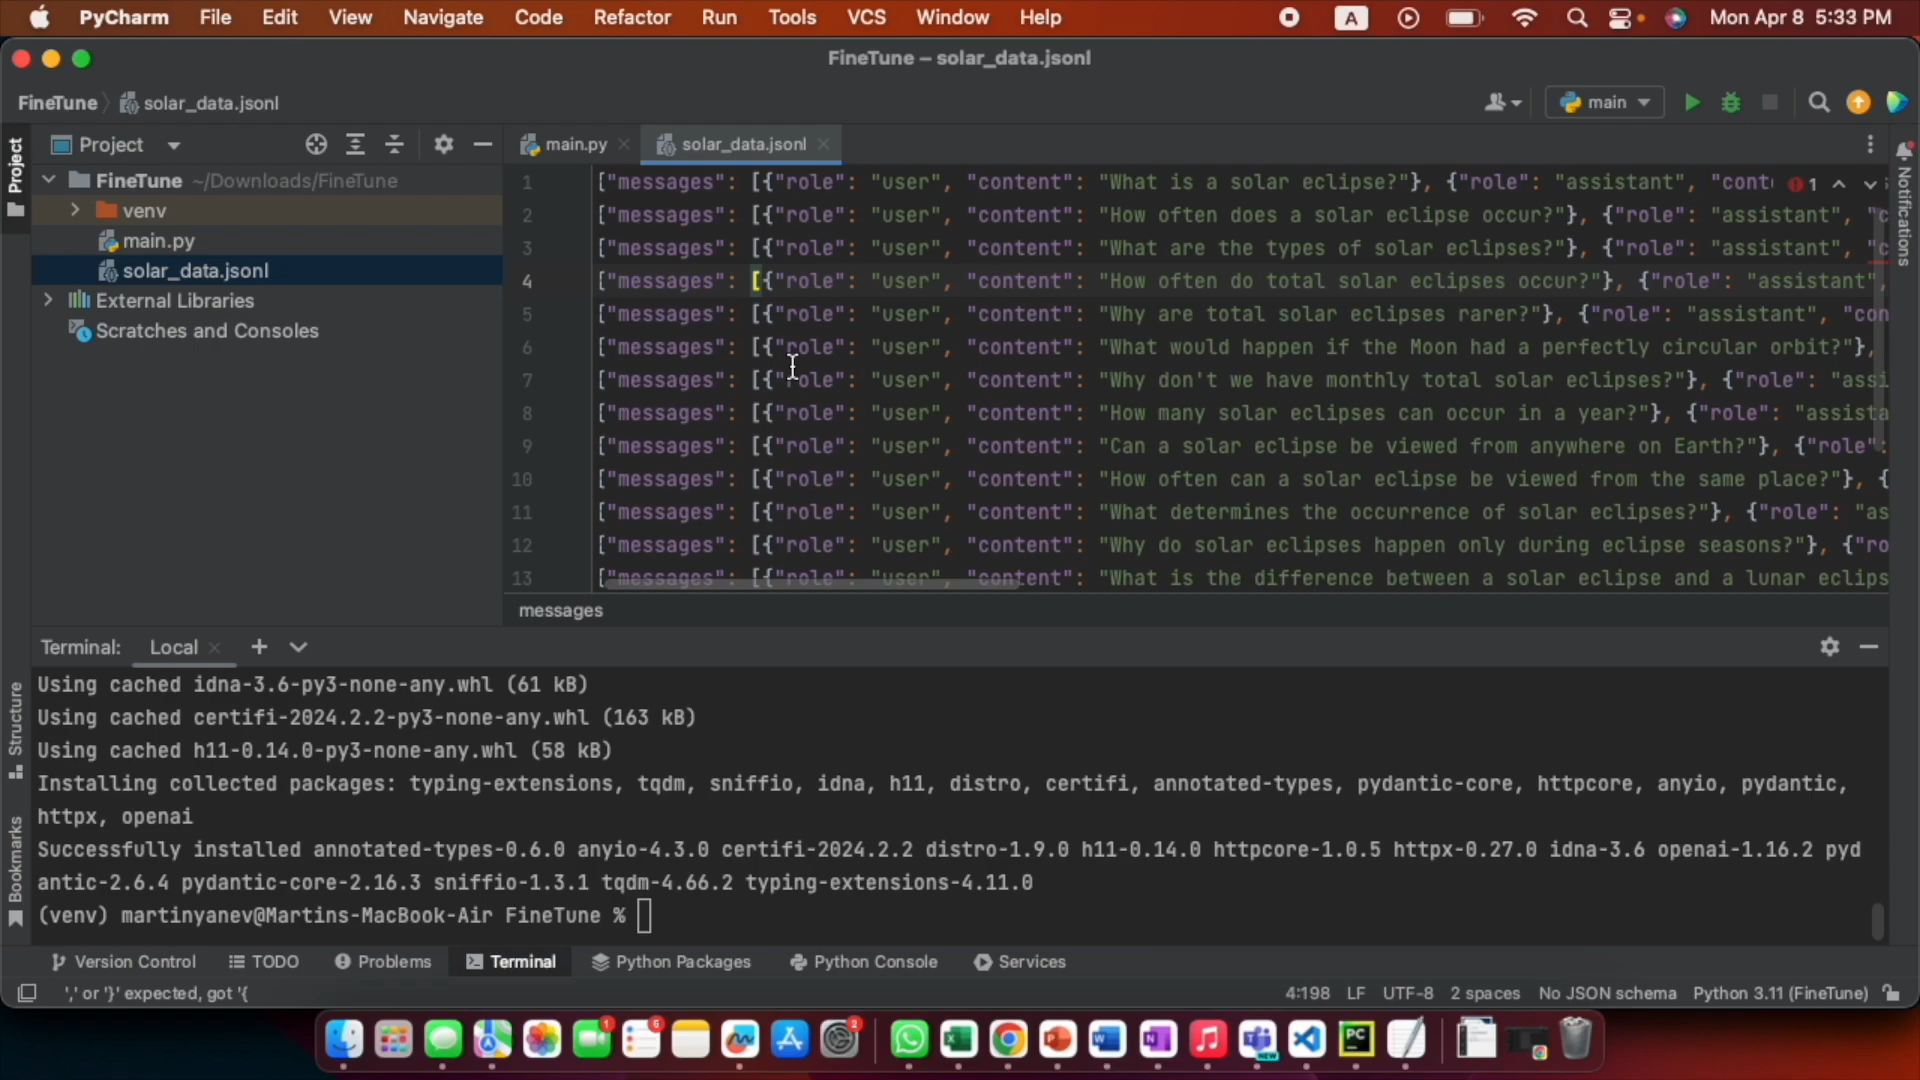 PyCharm File Edit View Navigate Code Refactor Run Tools VCS Window Help A Mon Apr 8 5:33 PM
FineTune – solar_data.jsonl
FineTune solar_data.jsonl main
Project
Project
Notifications
Structure
Bookmarks
FineTune ~/Downloads/FineTune
venv
main.py
solar_data.jsonl
External Libraries
Scratches and Consoles
main.py solar_data.jsonl
1
1 ["messages": [{"role": "user", "content": "What is a solar eclipse?"}, {"role": "assistant", "cont
2 ["messages": [{"role": "user", "content": "How often does a solar eclipse occur?"}, {"role": "assistant", "c
3 ["messages": [{"role": "user", "content": "What are the types of solar eclipses?"}, {"role": "assistant", "c
4 ["messages": [{"role": "user", "content": "How often do total solar eclipses occur?"}, {"role": "assistant",
5 ["messages": [{"role": "user", "content": "Why are total solar eclipses rarer?"}, {"role": "assistant", "con
6 ["messages": [{"role": "user", "content": "What would happen if the Moon had a perfectly circular orbit?"},
7 ["messages": [{"role": "user", "content": "Why don't we have monthly total solar eclipses?"}, {"role": "assi
8 ["messages": [{"role": "user", "content": "How many solar eclipses can occur in a year?"}, {"role": "assista
9 ["messages": [{"role": "user", "content": "Can a solar eclipse be viewed from anywhere on Earth?"}, {"role":
10 ["messages": [{"role": "user", "content": "How often can a solar eclipse be viewed from the same place?"}, {
11 ["messages": [{"role": "user", "content": "What determines the occurrence of solar eclipses?"}, {"role": "as
12 ["messages": [{"role": "user", "content": "Why do solar eclipses happen only during eclipse seasons?"}, {"ro
13 ["messages": [{"role": "user", "content": "What is the difference between a solar eclipse and a lunar eclips
messages
Terminal: Local
Using cached idna-3.6-py3-none-any.whl (61 kB)
Using cached certifi-2024.2.2-py3-none-any.whl (163 kB)
Using cached h11-0.14.0-py3-none-any.whl (58 kB)
Installing collected packages: typing-extensions, tqdm, sniffio, idna, h11, distro, certifi, annotated-types, pydantic-core, httpcore, anyio, pydantic,
httpx, openai
Successfully installed annotated-types-0.6.0 anyio-4.3.0 certifi-2024.2.2 distro-1.9.0 h11-0.14.0 httpcore-1.0.5 httpx-0.27.0 idna-3.6 openai-1.16.2 pyd
antic-2.6.4 pydantic-core-2.16.3 sniffio-1.3.1 tqdm-4.66.2 typing-extensions-4.11.0
(venv) martinyanev@Martins-MacBook-Air FineTune %
Version Control TODO Problems Terminal Python Packages Python Console Services
',' or '}' expected, got '{ 4:198 LF UTF-8 2 spaces No JSON schema Python 3.11 (FineTune)
1 6 2 NEW PC